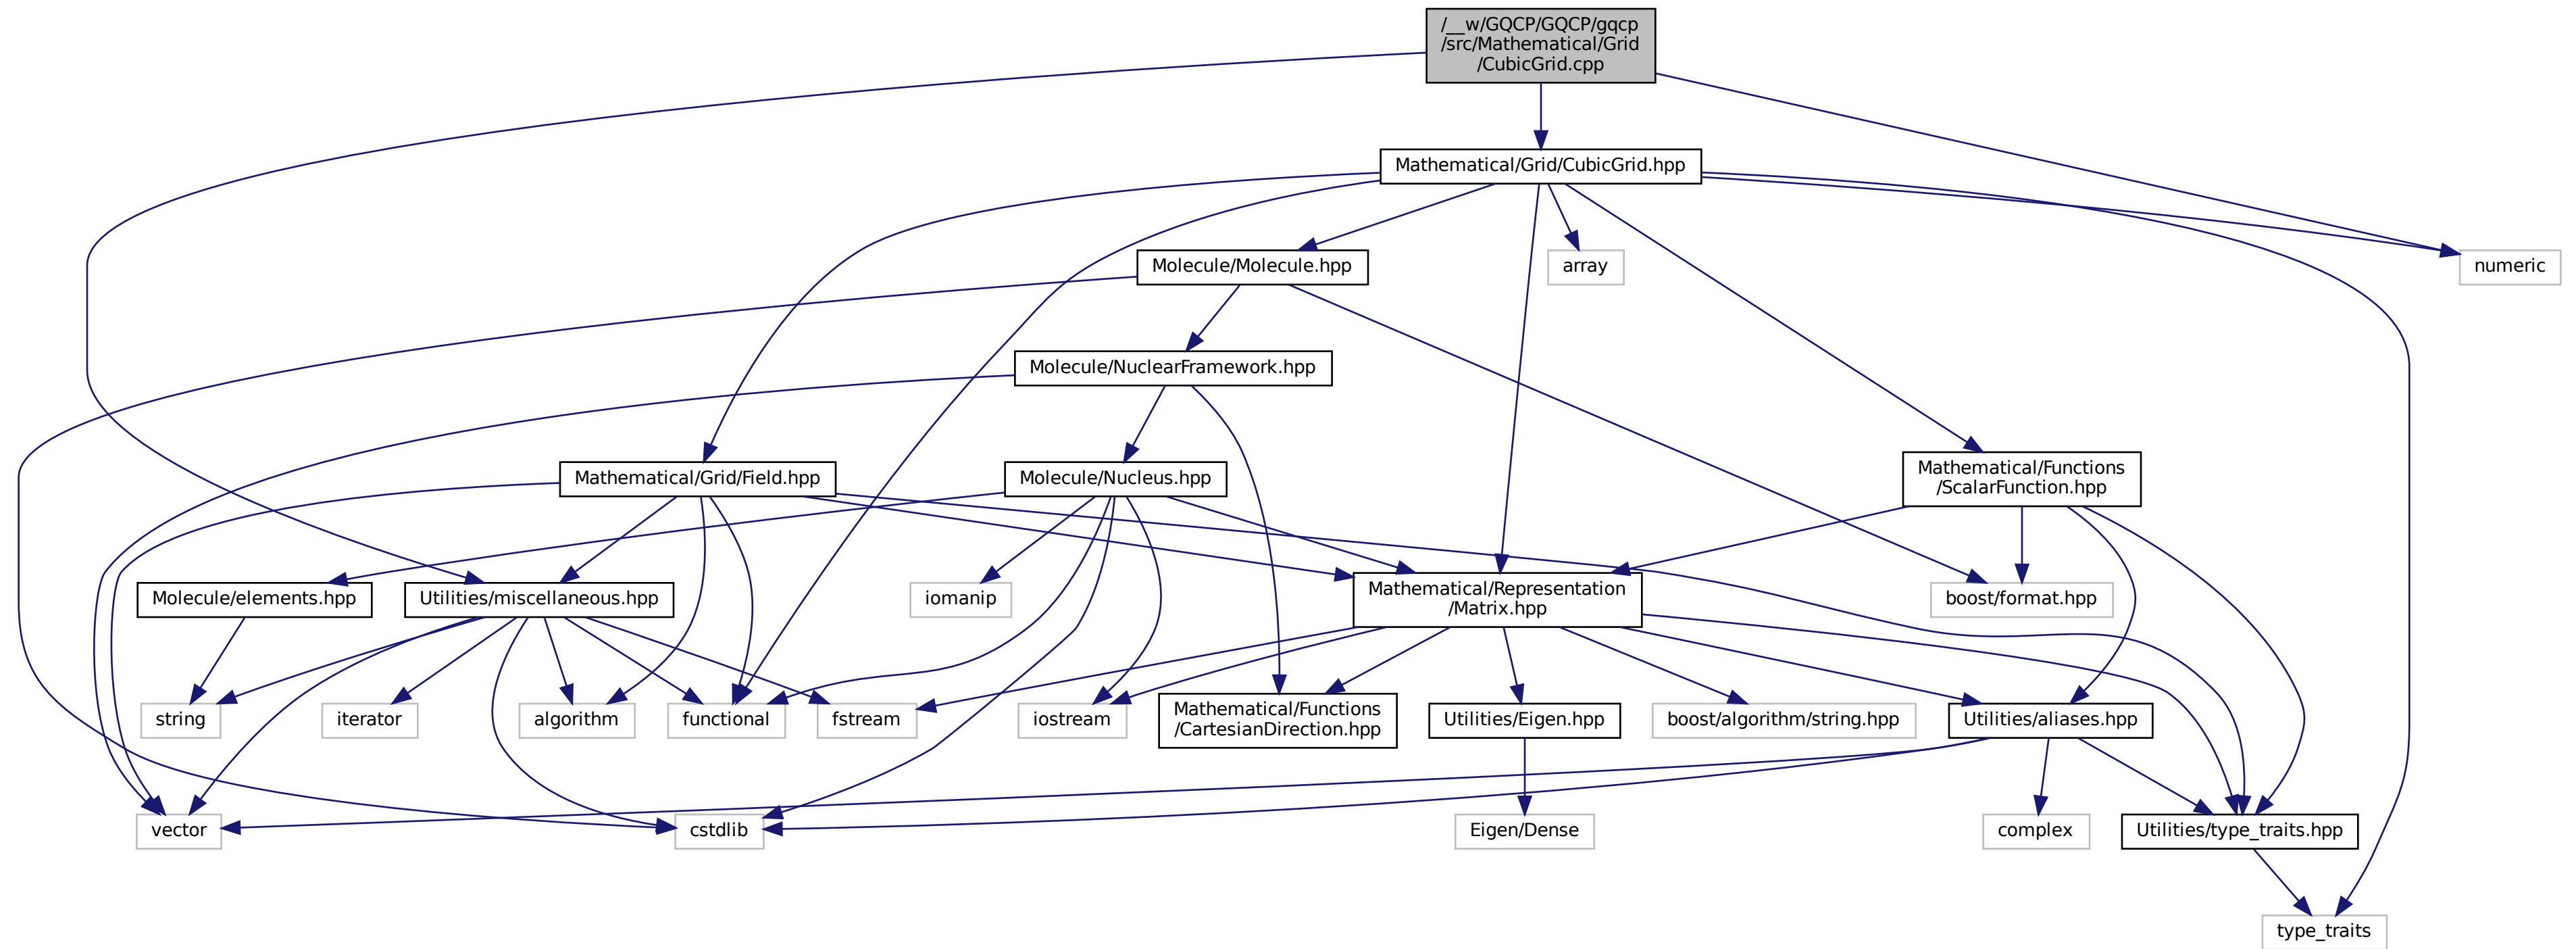 /__w/GQCP/GQCP/gqcp
/src/Mathematical/Grid
/CubicGrid.cpp
Mathematical/Grid/CubicGrid.hpp
Molecule/Molecule.hpp
array
numeric
Molecule/NuclearFramework.hpp
Mathematical/Grid/Field.hpp
Molecule/Nucleus.hpp
Mathematical/Functions
/ScalarFunction.hpp
Molecule/elements.hpp
Utilities/miscellaneous.hpp
iomanip
Mathematical/Representation
/Matrix.hpp
boost/format.hpp
string
iterator
algorithm
functional
fstream
iostream
Mathematical/Functions
/CartesianDirection.hpp
Utilities/Eigen.hpp
boost/algorithm/string.hpp
Utilities/aliases.hpp
vector
cstdlib
Eigen/Dense
complex
Utilities/type_traits.hpp
type_traits